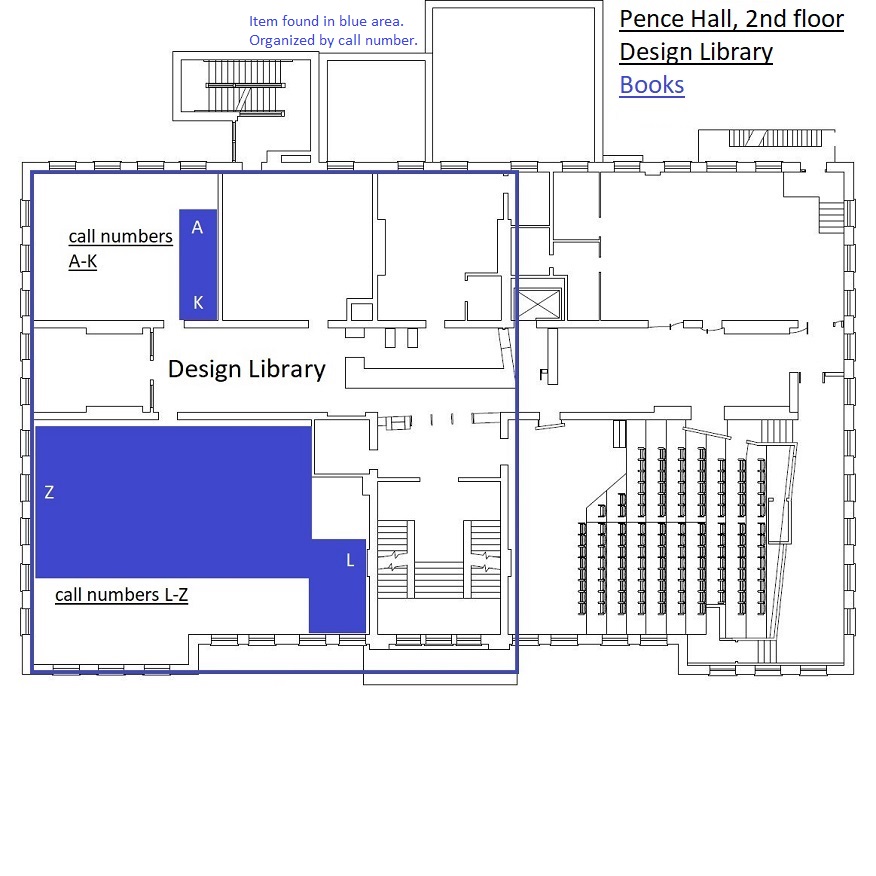 Item found in blue area.
Organized by call number.
Pence Hall, 2nd floor
Design Library
Books
call numbers
A-K
A
K
Design Library
Z
L
call numbers L-Z